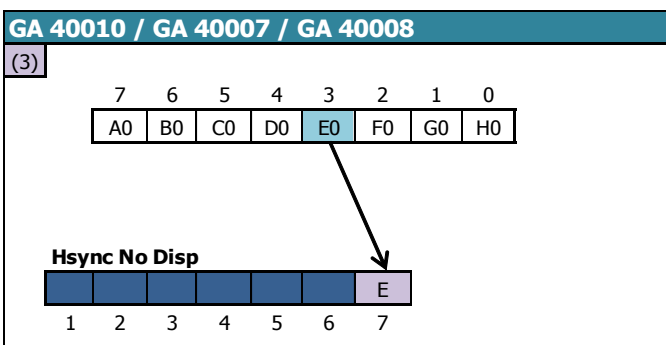 GA 40010 / GA 40007 / GA 40008
(3)
7 6 5 4 3 2 1 0
A0 B0 C0 D0 E0 F0 G0 H0
Hsync No Disp
E
1 2 3 4 5 6 7